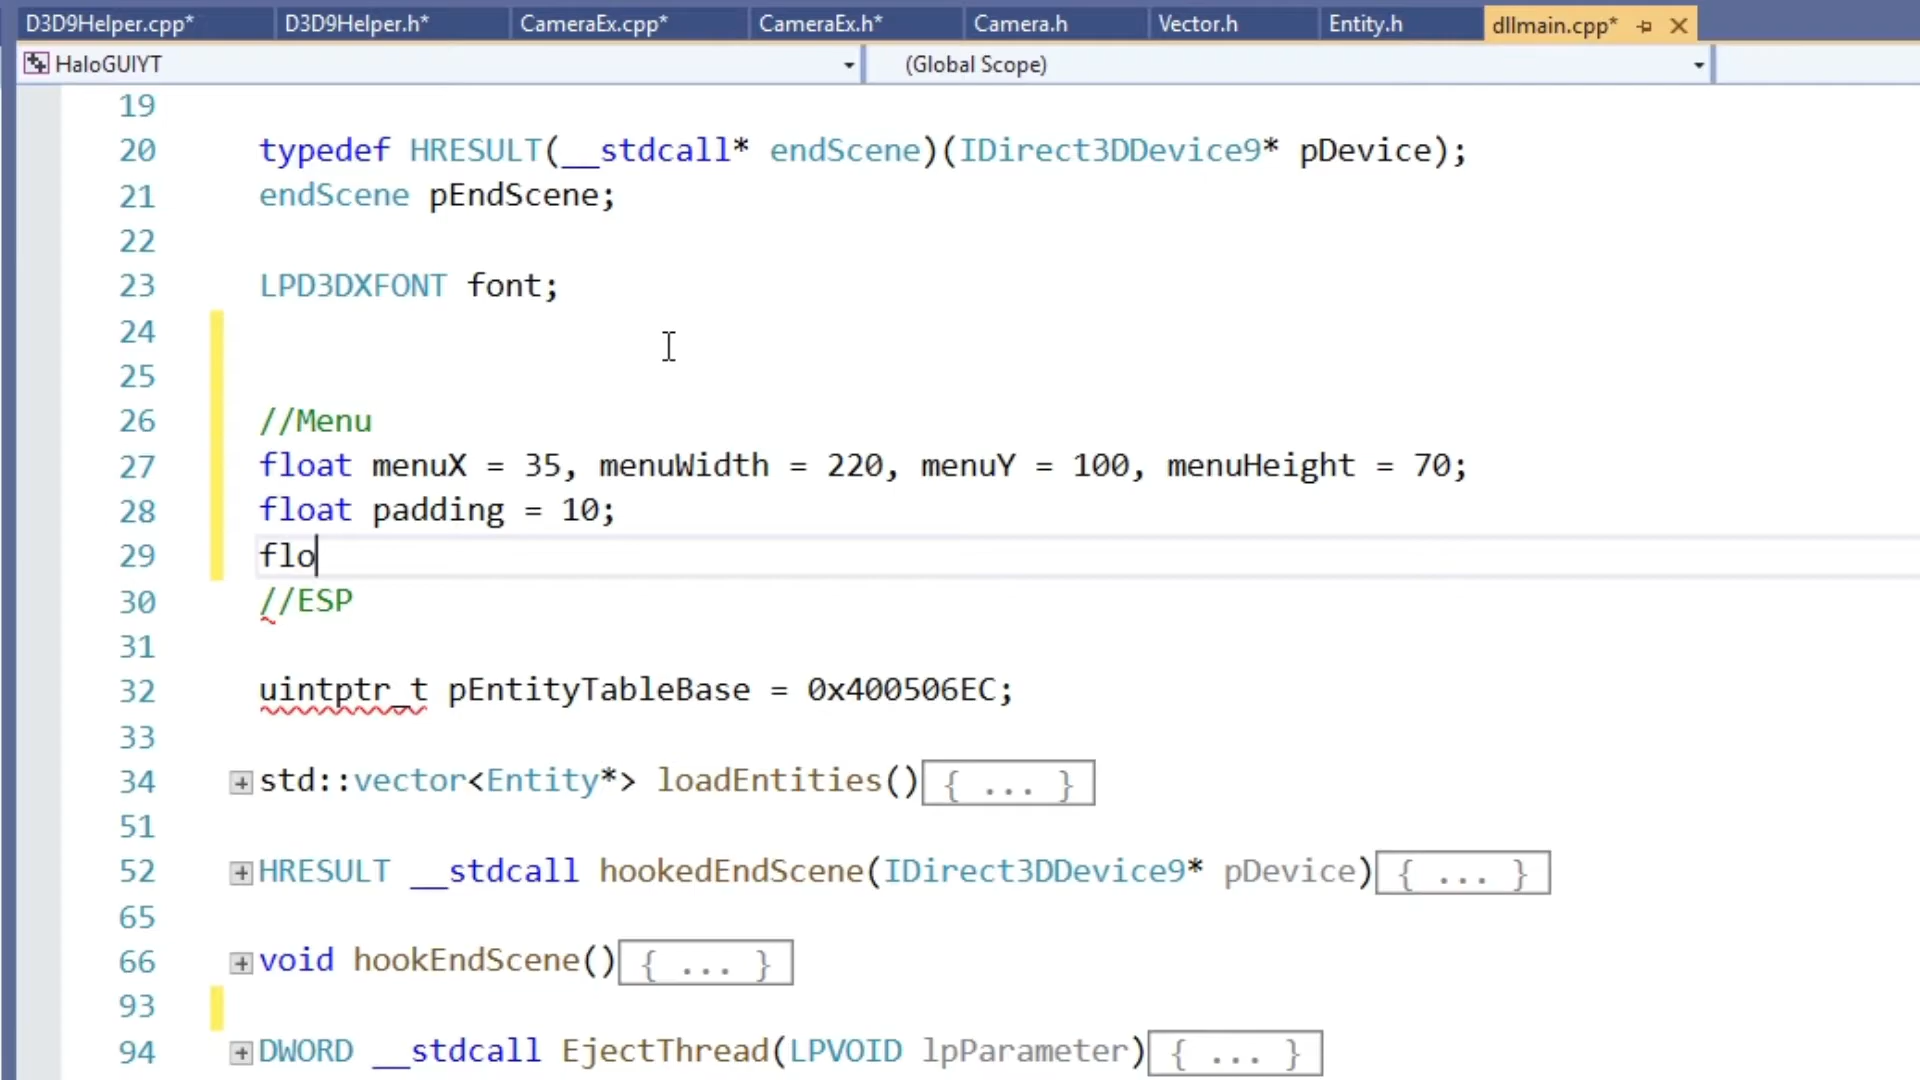 D3D9Helper.cpp* D3D9Helper.h* CameraEx.cpp* CameraEx.h* Camera.h Vector.h Entity.h dllmain.cpp*
HaloGUIYT (Global Scope)
19
20 typedef HRESULT(__stdcall* endScene)(IDirect3DDevice9* pDevice);
21 endScene pEndScene;
22
23 LPD3DXFONT font;
24
25
26 //Menu
27 float menuX = 35, menuWidth = 220, menuY = 100, menuHeight = 70;
28 float padding = 10;
29 flo
30 //ESP
31
32 uintptr_t pEntityTableBase = 0x400506EC;
33
34 std::vector<Entity*> loadEntities(){ ... }
51
52 HRESULT __stdcall hookedEndScene(IDirect3DDevice9* pDevice){ ... }
65
66 void hookEndScene(){ ... }
93
94 DWORD __stdcall EjectThread(LPVOID lpParameter){ ... }